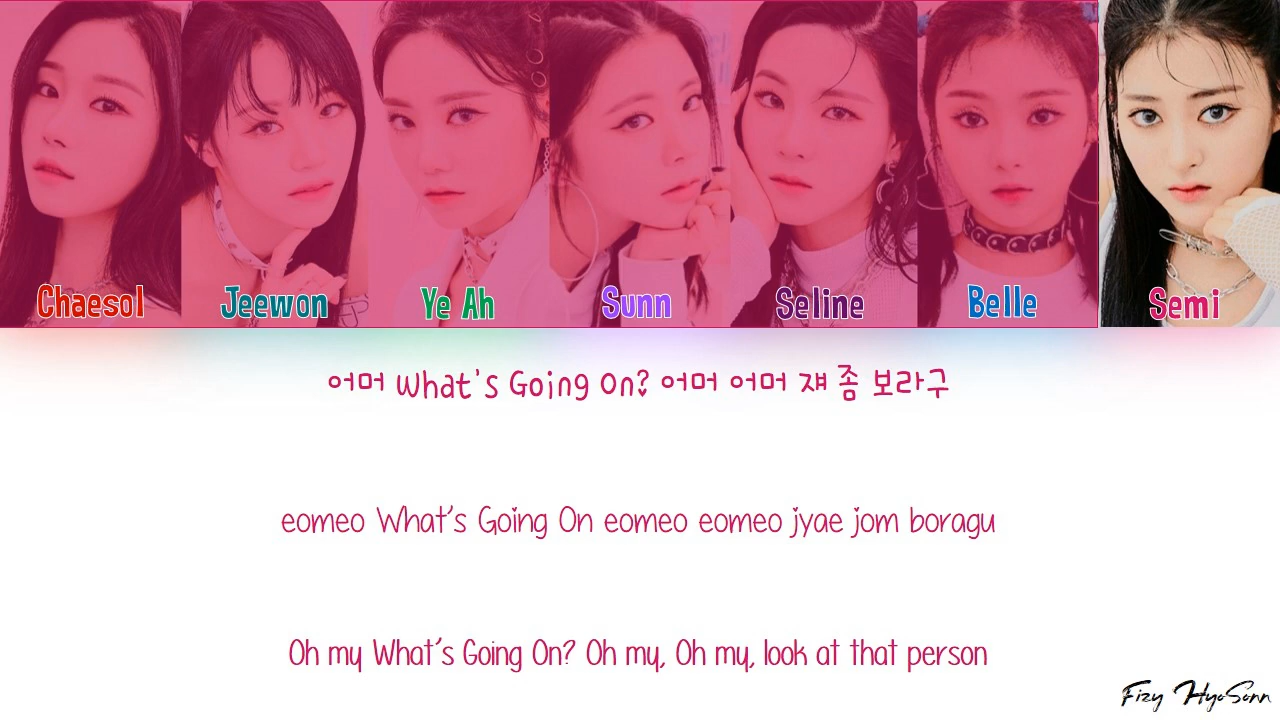 Chaesol Jeewon Ye Ah Sunn Seline Belle Semi
어머 What's Going On? 어머 어머 쟤 좀 보라구
eomeo What's Going On eomeo eomeo jyae jom boragu
Oh my What's Going On? Oh my, Oh my, look at that person
Fizy HyoSonn